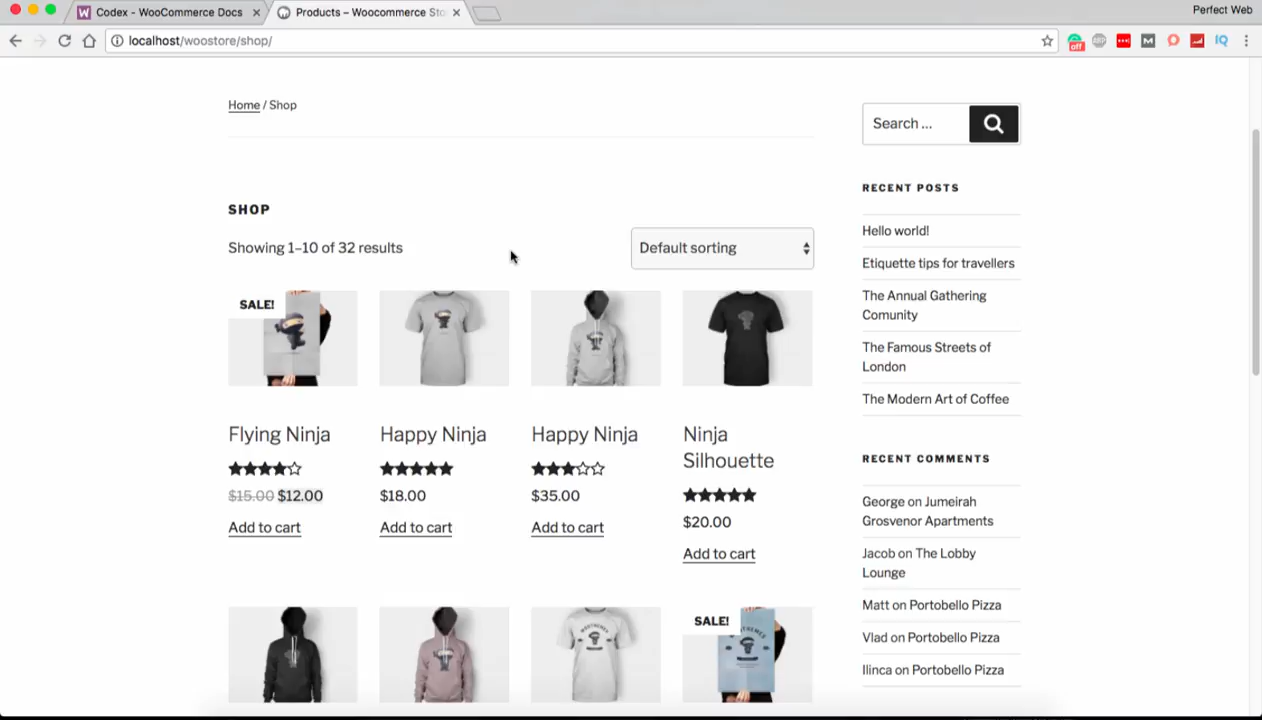 Codex - WooCommerce Docs
Products – Woocommerce Sto
Perfect Web
localhost/woostore/shop/
off
ABP
M
IQ
Home / Shop
Search ...
SHOP
Showing 1–10 of 32 results
Default sorting
SALE!
Flying Ninja
$15.00 $12.00
Add to cart
Happy Ninja
$18.00
Add to cart
Happy Ninja
$35.00
Add to cart
Ninja
Silhouette
$20.00
Add to cart
SALE!
RECENT POSTS
Hello world!
Etiquette tips for travellers
The Annual Gathering
Comunity
The Famous Streets of
London
The Modern Art of Coffee
RECENT COMMENTS
George on Jumeirah
Grosvenor Apartments
Jacob on The Lobby
Lounge
Matt on Portobello Pizza
Vlad on Portobello Pizza
Ilinca on Portobello Pizza